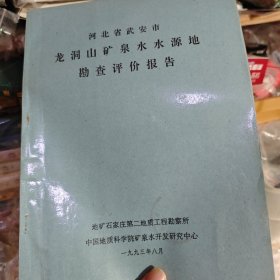 河北省武安市
龙洞山矿泉水水源地
勘查评价报告
地矿石家庄第二地质工程勘察所
中国地质科学院矿泉水开发研究中心
一九九三年八月